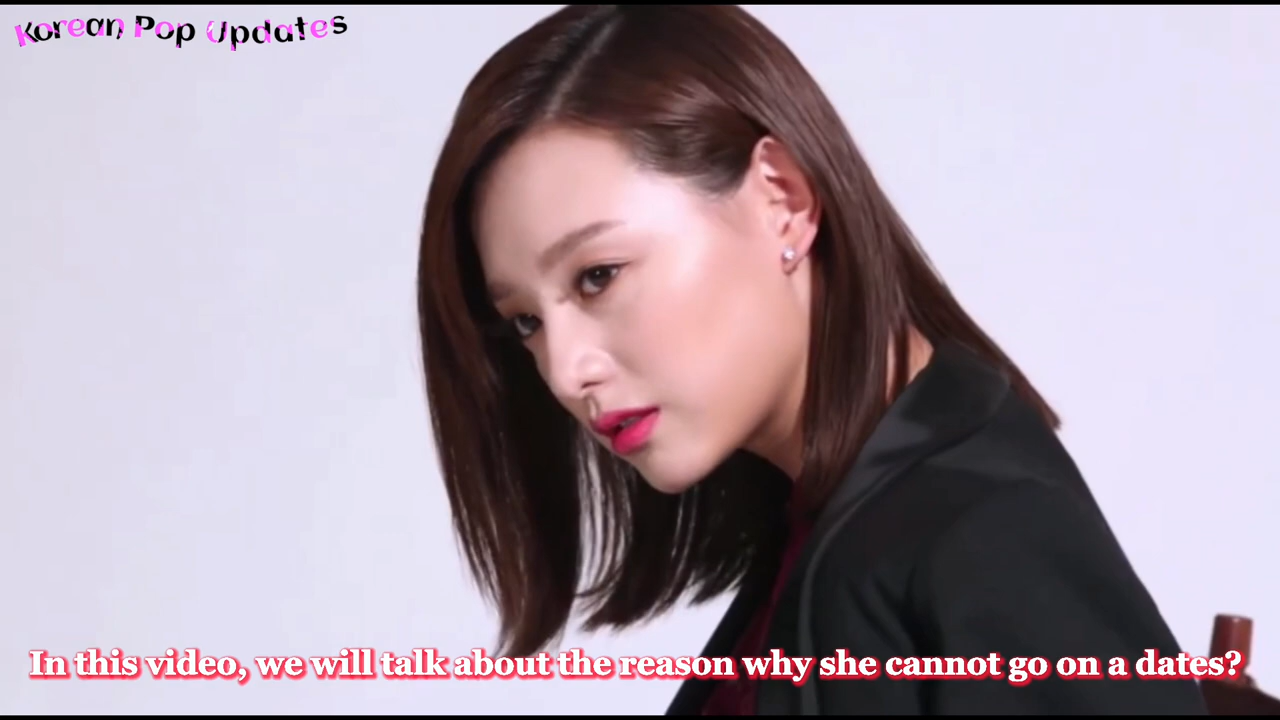 Korean Pop Updates
In this video, we will talk about the reason why she cannot go on a dates?